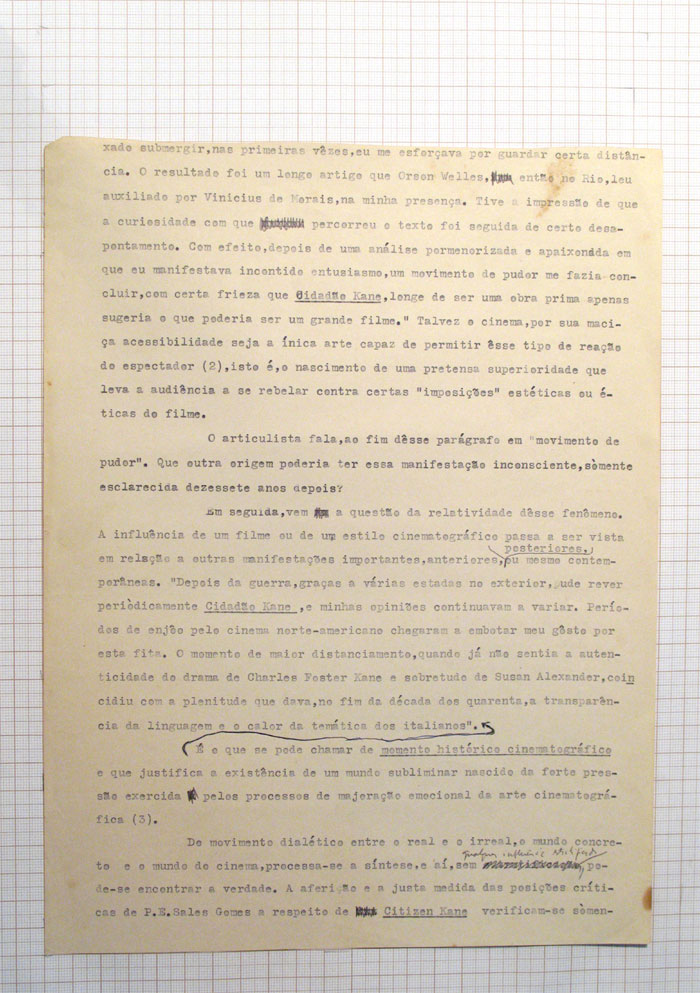 xado submergir,nas primeiras vêzes,eu me esforçava por guardar certa distân-
cia. O resultado foi um longo artigo que Orson Welles, então no Rio,leu
auxiliado por Vinicius de Morais,na minha presença. Tive a impressão de que
a curiosidade com que percorreu o texto foi seguida de certo desa-
pontamento. Com efeito,depois de uma análise pormenorizada e apaixonada em
que eu manifestava incontido entusiasmo,um movimento de pudor me fazia con-
cluir,com certa frieza que Cidadão Kane,longe de ser uma obra prima apenas
sugeria o que poderia ser um grande filme." Talvez o cinema,por sua maci-
ça acessibilidade seja a ínica arte capaz de permitir êsse tipo de reação
do espectador (2),isto é,o nascimento de uma pretensa superioridade que
leva a audiência a se rebelar contra certas "imposições" estéticas ou é-
ticas do filme.
O articulista fala,ao fim dêsse parágrafo em "movimento de
pudor". Que outra origem poderia ter essa manifestação inconsciente,sòmente
esclarecida dezessete anos depois?
Em seguida,vem a questão da relatividade dêsse fenômeno.
A influência de um filme ou de um estilo cinematográfico passa a ser vista
posteriores,
em relação a outras manifestações importantes,anteriores,ou mesmo contem-
porâneas. "Depois da guerra,graças a várias estadas no exterior,pude rever
periòdicamente Cidadão Kane ,e minhas opiniões continuavam a variar. Perío-
dos de enjôo pelo cinema norte-americano chegaram a embotar meu gôsto por
esta fita. O momento de maior distanciamento,quando já não sentia a auten-
ticidade do drama de Charles Foster Kane e sobretudo de Susan Alexander,coin
cidiu com a plenitude que dava,no fim da década dos quarenta,a transparên-
cia da linguagem e o calor da temática dos italianos".
É o que se pode chamar de momento histórico cinematográfico
e que justifica a existância de um mundo subliminar nascido da forte pres-
são exercida pelos processos de majoração emocional da arte cinematográ-
fica (3).
Do movimento dialético entre o real e o irreal,o mundo concre-
to e o mundo do cinema,processa-se a síntese,e aí,sem po-
de-se encontrar a verdade. A aferição e a justa medida das posições críti-
cas de P.E.Sales Gomes a respeito de Citizen Kane verificam-se sòmen-